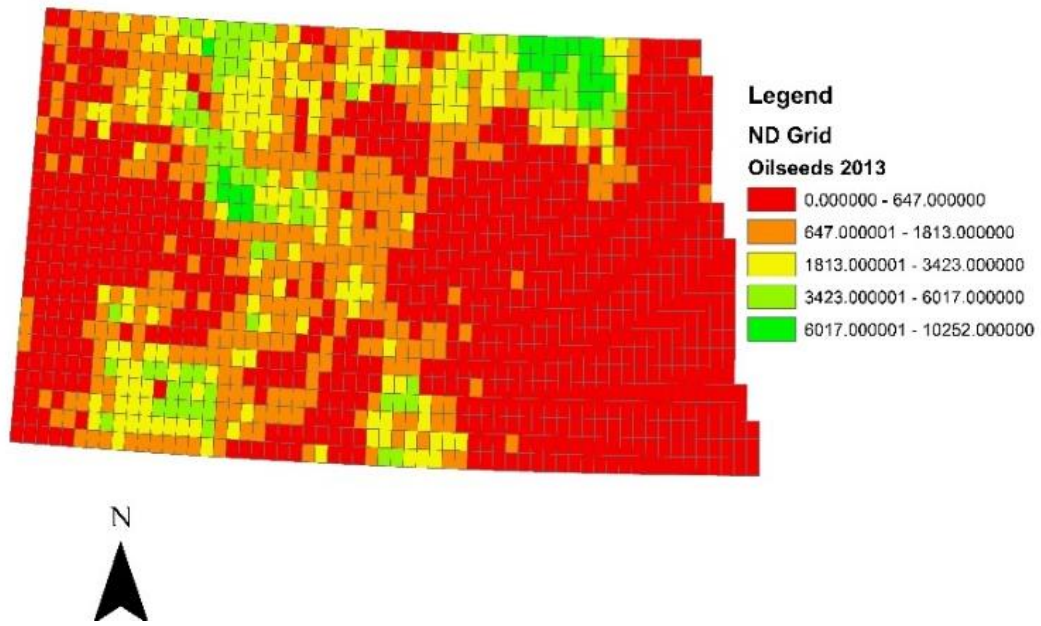 Legend
ND Grid
Oilseeds 2013
0.000000 - 647.000000
647.000001 - 1813.000000
1813.000001 - 3423.000000
3423.000001 - 6017.000000
6017.000001 - 10252.000000
N